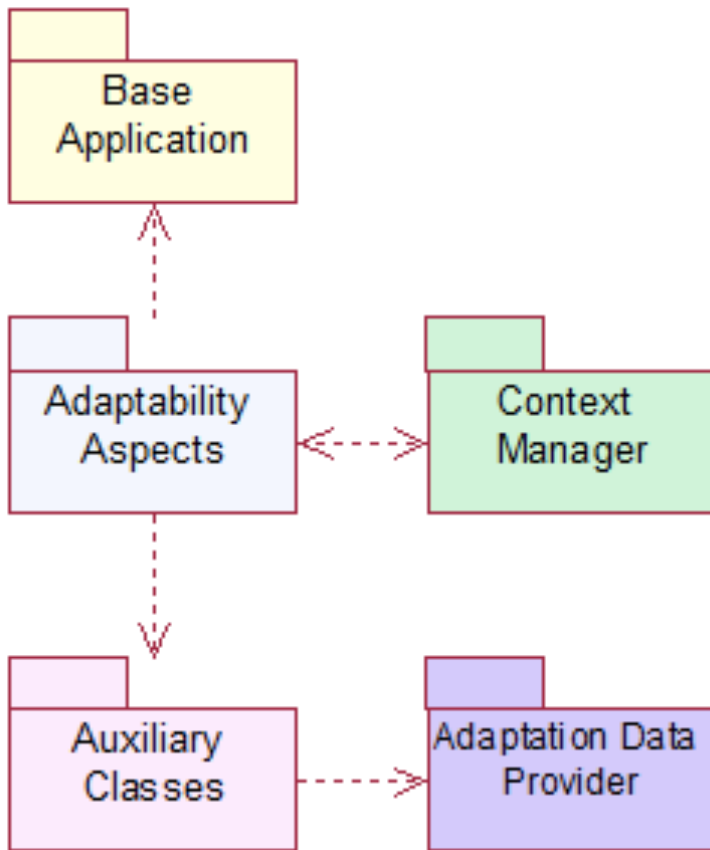 Base
Application
Adaptability
Aspects
Context
Manager
Auxiliary
Classes
Adaptation Data
Provider